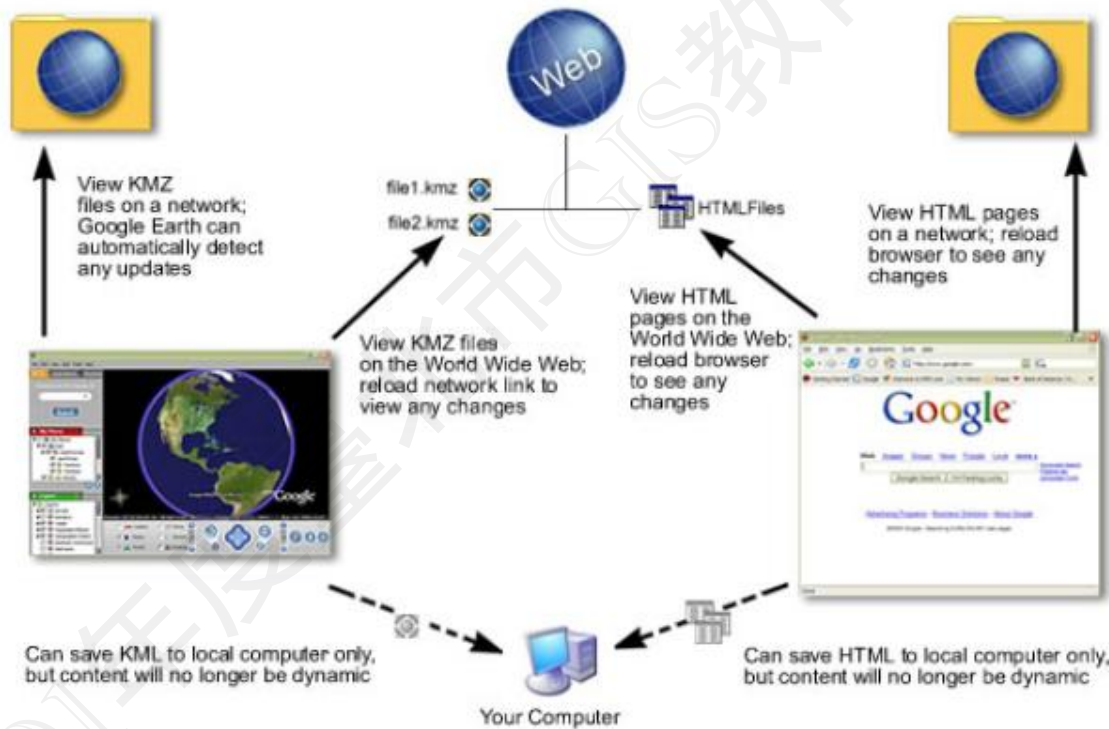 Web
View KMZ
files on a network;
Google Earth can
automatically detect
any updates
file1.kmz
file2.kmz
HTMLFiles
View HTML pages
on a network; reload
browser to see any
changes
View KMZ files
on the World Wide Web;
reload network link to
view any changes
View HTML
pages on the
World Wide Web;
reload browser
to see any
changes
Google
Google
Can save KML to local computer only,
but content will no longer be dynamic
Can save HTML to local computer only,
but content will no longer be dynamic
Your Computer